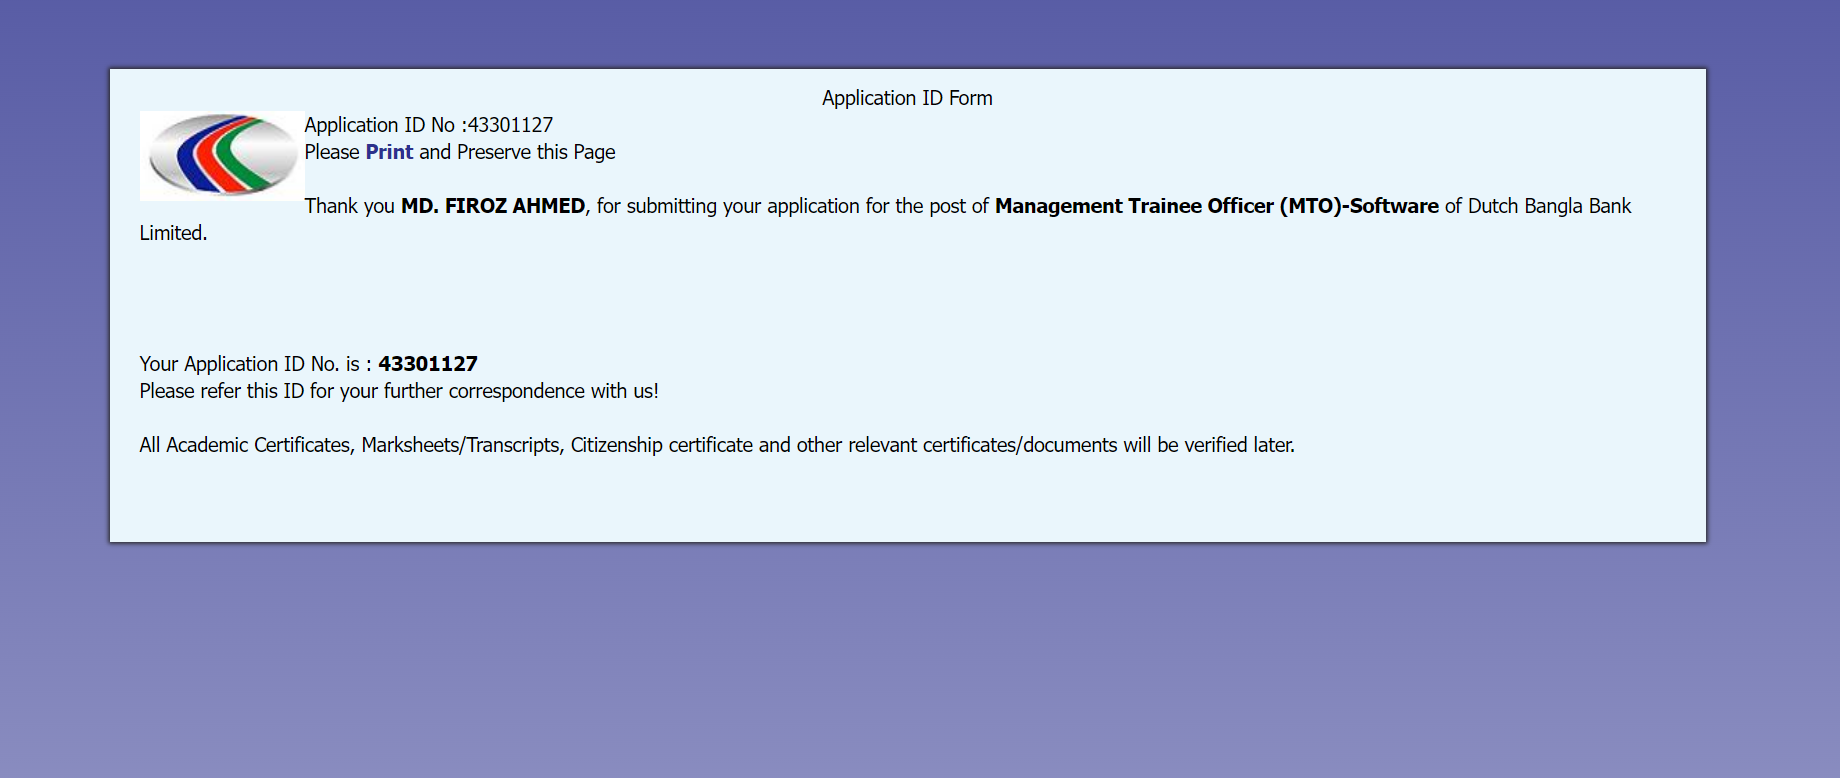 Application ID Form
Application ID No :43301127
Please Print and Preserve this Page
Thank you MD. FIROZ AHMED, for submitting your application for the post of Management Trainee Officer (MTO)-Software of Dutch Bangla Bank
Limited.
Your Application ID No. is : 43301127
Please refer this ID for your further correspondence with us!
All Academic Certificates, Marksheets/Transcripts, Citizenship certificate and other relevant certificates/documents will be verified later.